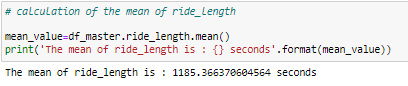 # calculation of the mean of ride_length
mean_value=df_master.ride_length.mean()
print('The mean of ride_length is : {} seconds'.format(mean_value))
The mean of ride_length is : 1185.366370604564 seconds